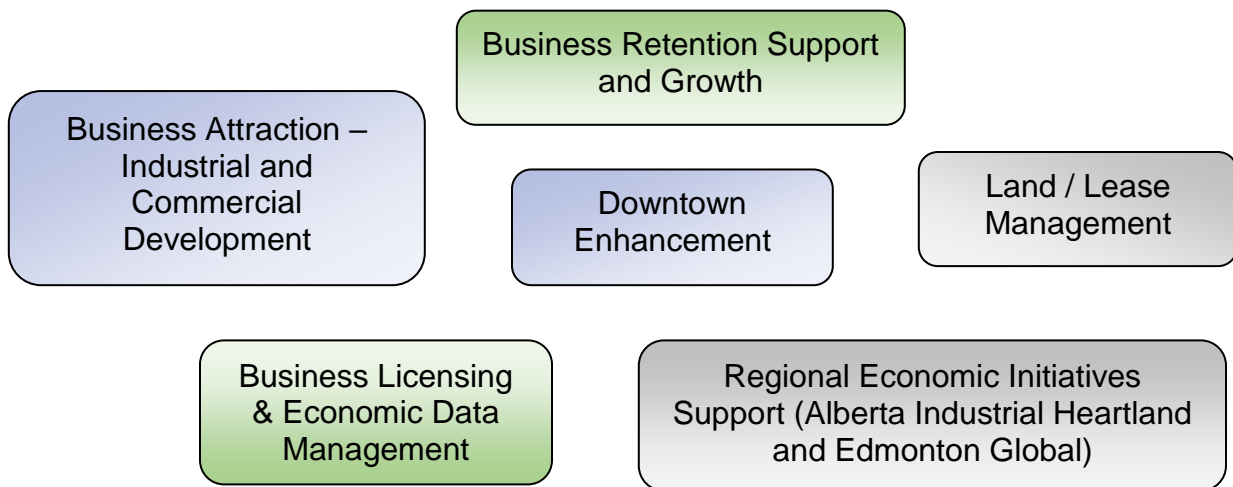 Business Retention Support
and Growth
Business Attraction –
Industrial and
Commercial
Development
Downtown
Enhancement
Land / Lease
Management
Business Licensing
& Economic Data
Management
Regional Economic Initiatives
Support (Alberta Industrial Heartland
and Edmonton Global)